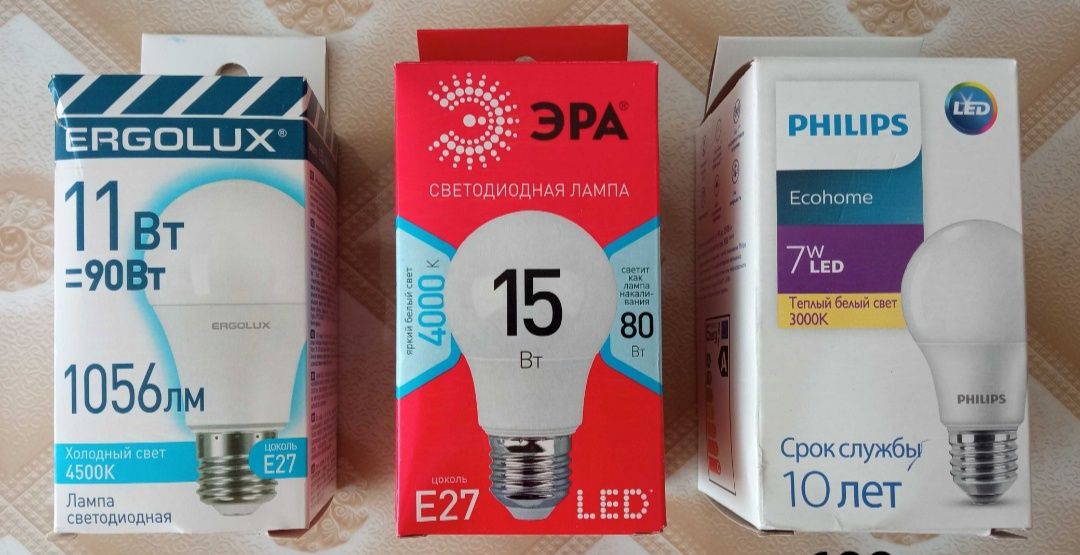 ERGOLUX®
11 Вт
=90Вт
ERGOLUX
1056лм
Холодный свет
4500К
цоколь
E27
Лампа
светодиодная
ЭРА®
СВЕТОДИОДНАЯ ЛАМПА
яркий белый свет
4000 К
15
Вт
светит
как
лампа
накали-
вания
80
Вт
цоколь
E27
LED
LED
PHILIPS
Ecohome
7W
LED
Теплый белый свет
3000K
A
PHILIPS
Срок службы
10 лет